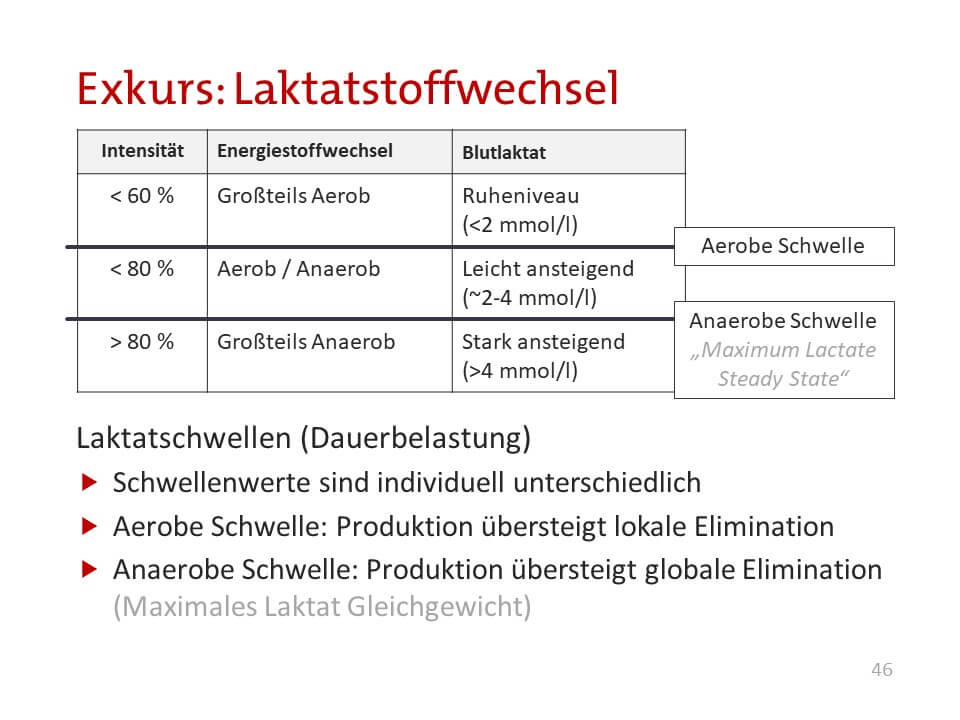 Exkurs: Laktatstoffwechsel
Intensität Energiestoffwechsel Blutlaktat
< 60 % Großteils Aerob Ruheniveau
(<2 mmol/l)
Aerobe Schwelle
< 80 % Aerob / Anaerob Leicht ansteigend
(~2-4 mmol/l)
Anaerobe Schwelle
„Maximum Lactate
Steady State“
> 80 % Großteils Anaerob Stark ansteigend
(>4 mmol/l)
Laktatschwellen (Dauerbelastung)
Schwellenwerte sind individuell unterschiedlich
Aerobe Schwelle: Produktion übersteigt lokale Elimination
Anaerobe Schwelle: Produktion übersteigt globale Elimination
(Maximales Laktat Gleichgewicht)
46